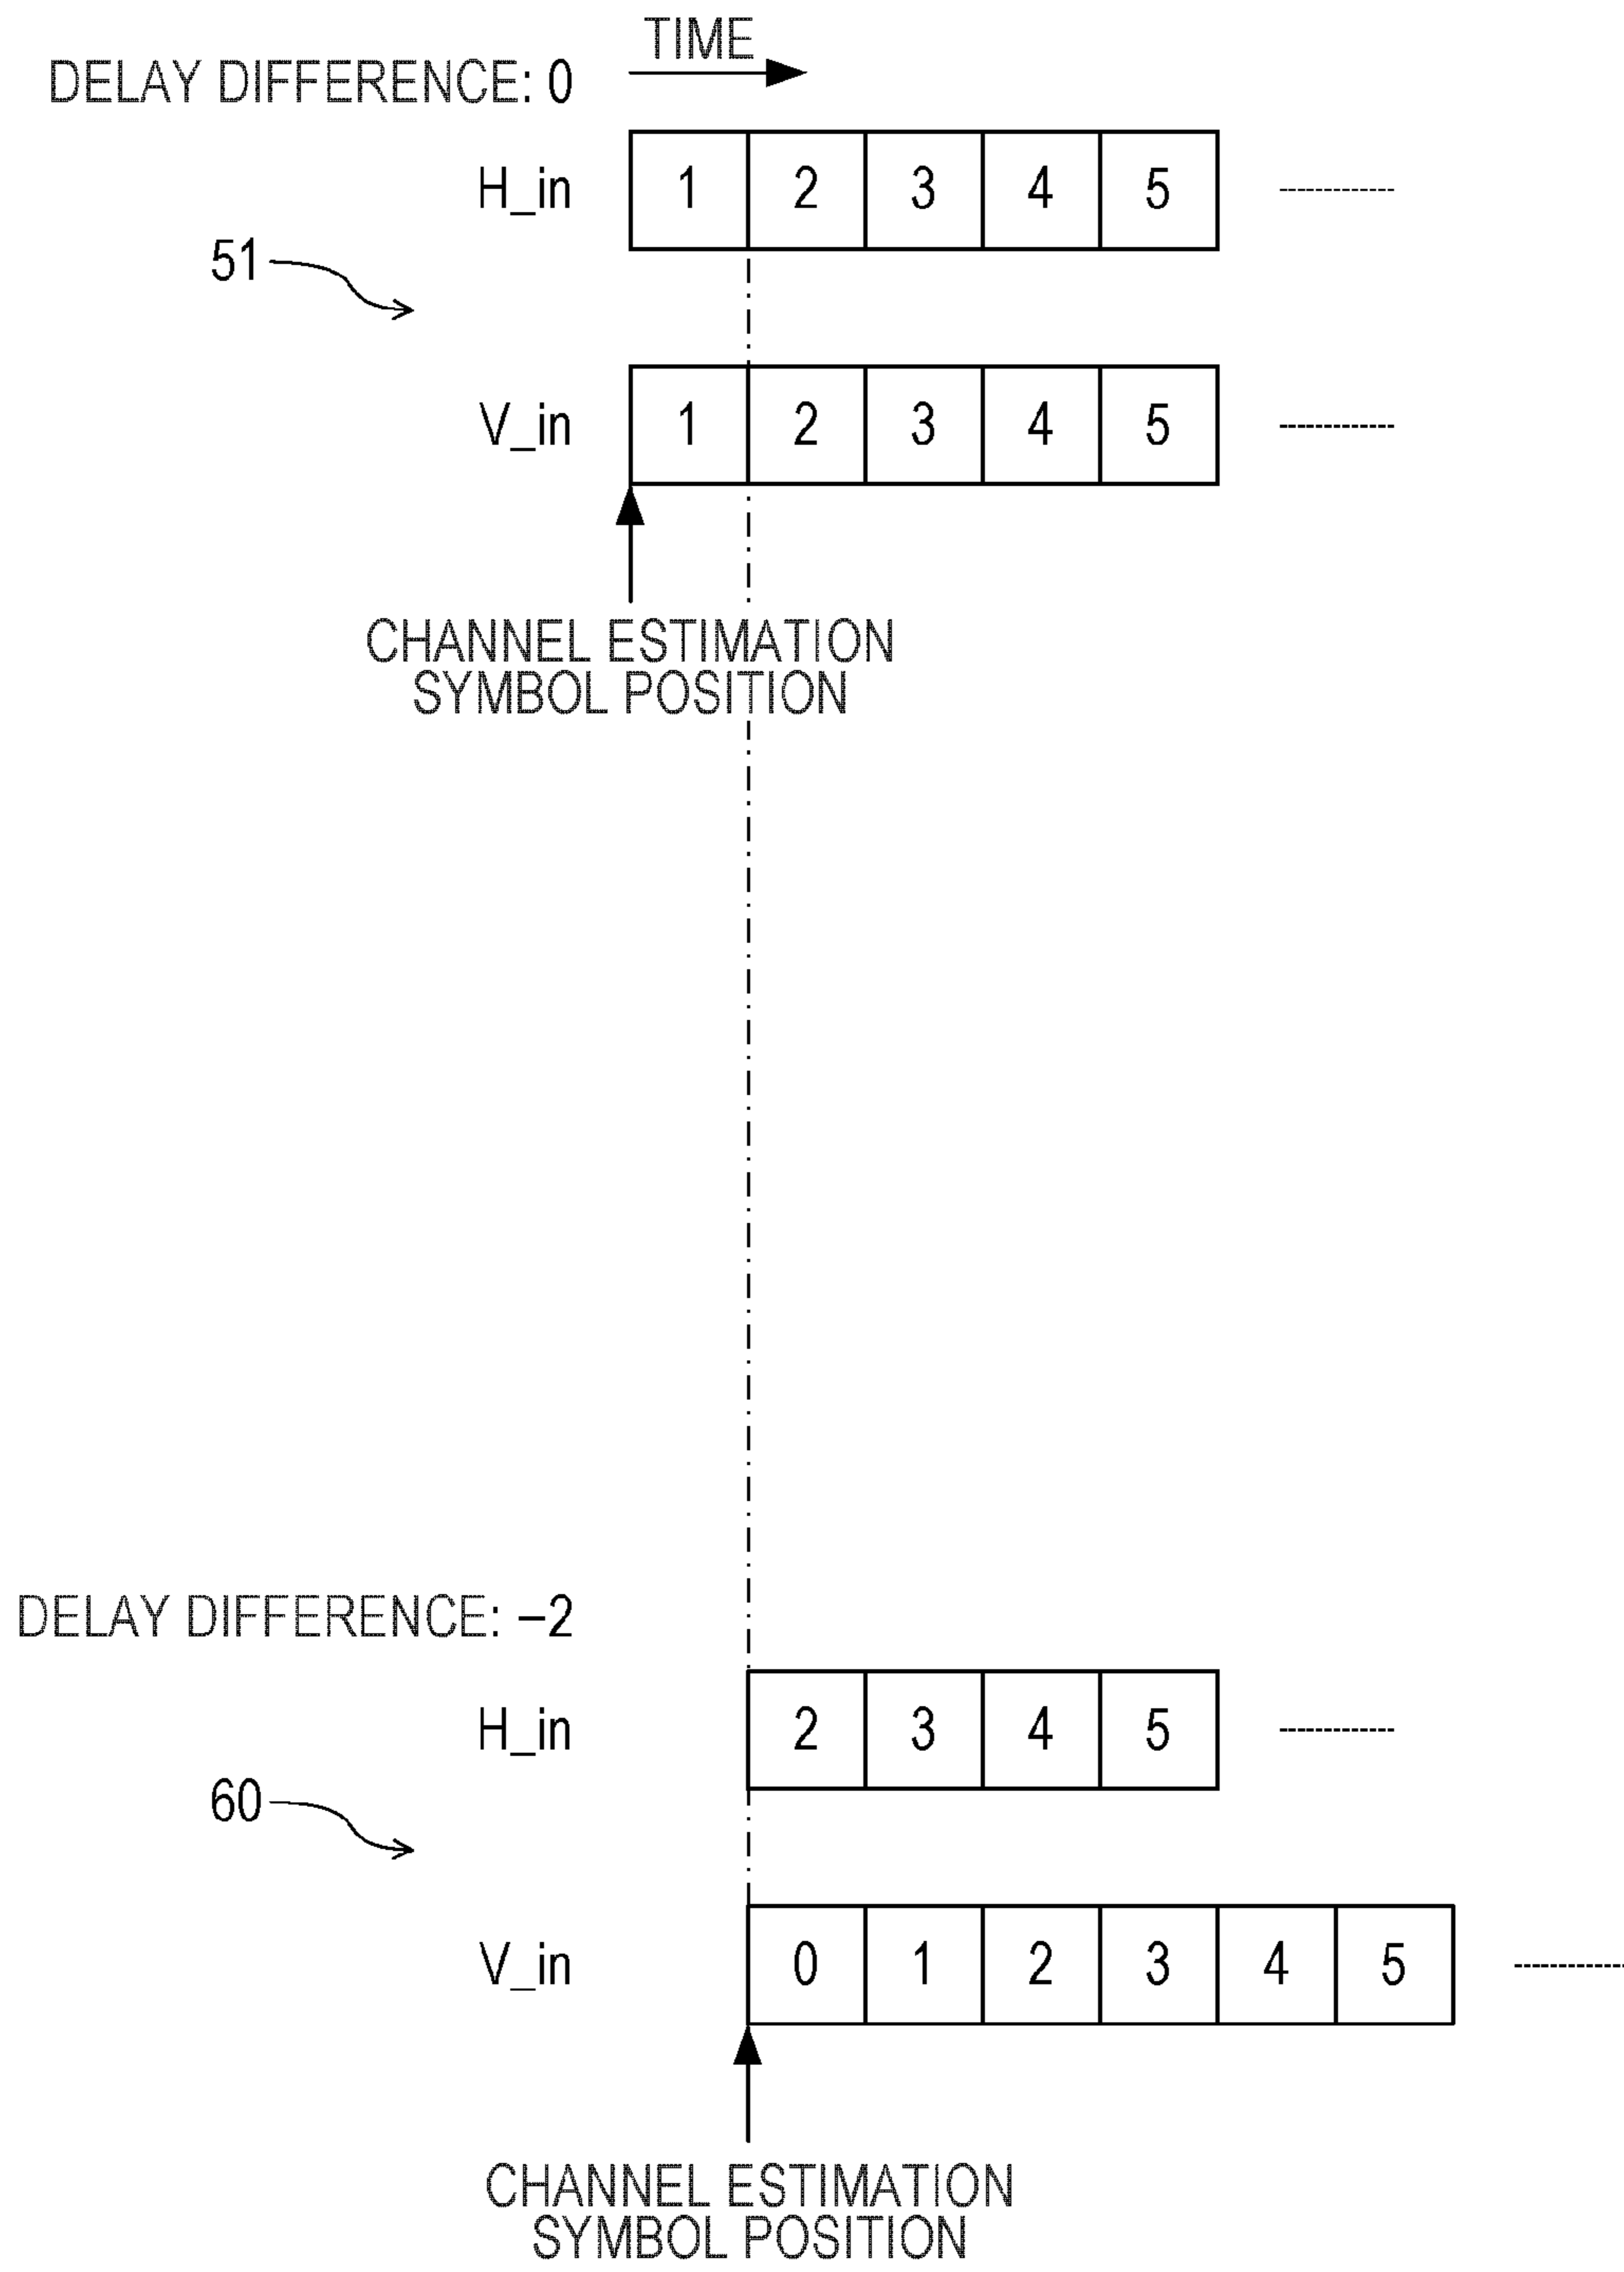 TIME
DELAY DIFFERENCE: 0
H_in 1 2 3 4 5
51
V_in 1 2 3 4 5
CHANNEL ESTIMATION
SYMBOL POSITION
DELAY DIFFERENCE: –2
H_in 2 3 4 5
60
V_in 0 1 2 3 4 5
CHANNEL ESTIMATION
SYMBOL POSITION